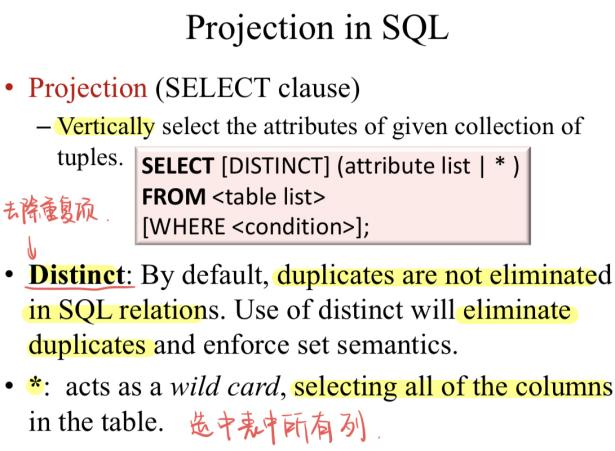 Projection in SQL
• Projection (SELECT clause)
– Vertically select the attributes of given collection of
tuples.
SELECT [DISTINCT] (attribute list | * )
FROM <table list>
[WHERE <condition>];
去除重复项.
• Distinct: By default, duplicates are not eliminated
in SQL relations. Use of distinct will eliminate
duplicates and enforce set semantics.
• *: acts as a wild card, selecting all of the columns
in the table.
选中表中所有列.